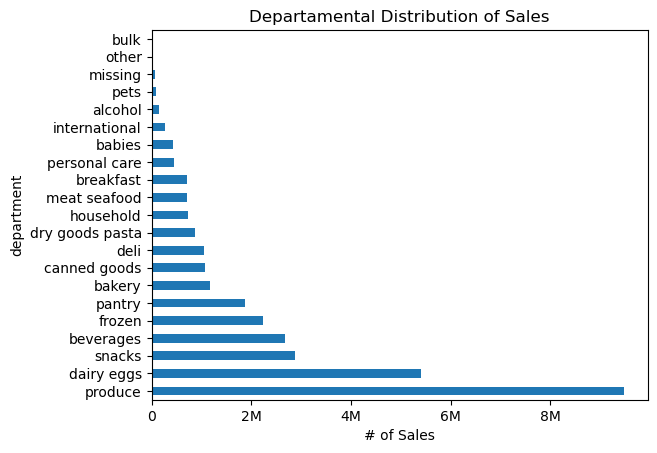 Departamental Distribution of Sales
department
bulk
other
missing
pets
alcohol
international
babies
personal care
breakfast
meat seafood
household
dry goods pasta
deli
canned goods
bakery
pantry
frozen
beverages
snacks
dairy eggs
produce
0 2M 4M 6M 8M
# of Sales